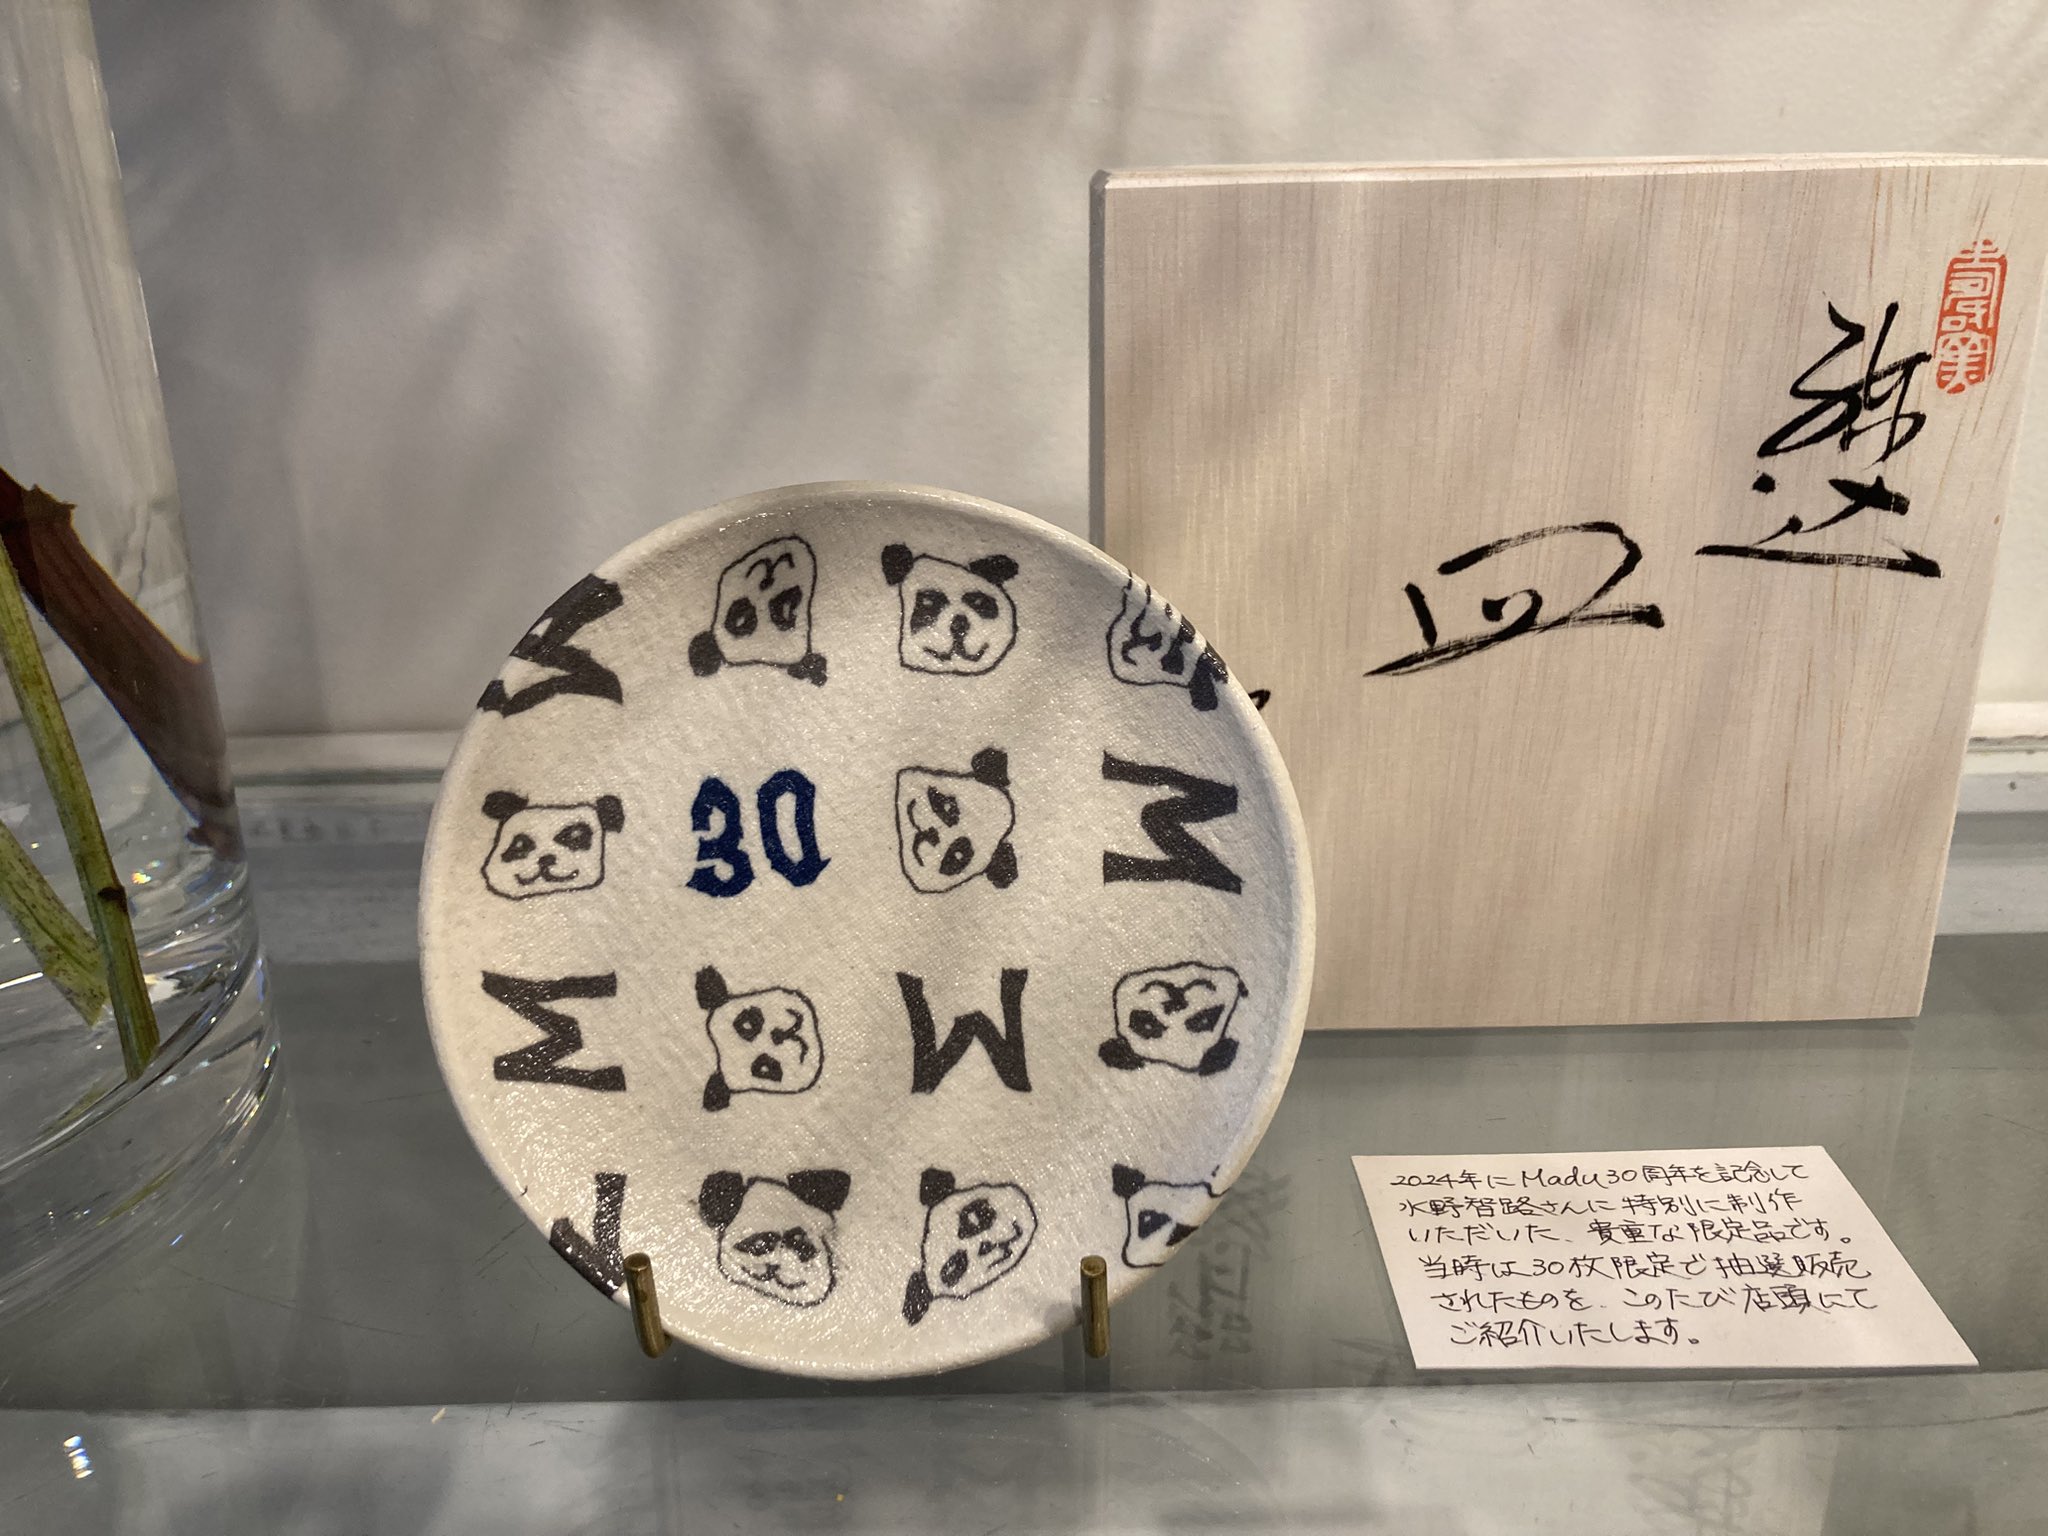 練込
皿
30
M
M
M
M
2024年にMadu30周年を記念して
水野智路さんに特別に制作
いただいた、貴重な限定品です。
当時は30枚限定で抽選販売
されたものを、このたび店頭にて
ご紹介いたします。